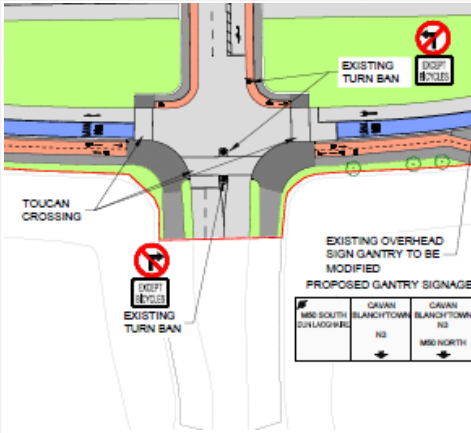 EXISTING
TURN BAN
EXCEPT
BICYCLES
TOUCAN
CROSSING
EXCEPT
BICYCLES
EXISTING
TURN BAN
EXISTING OVERHEAD
SIGN GANTRY TO BE
MODIFIED
PROPOSED GANTRY SIGNAGE
M50 SOUTH
DUN LAOGHAIRE
CAVAN
BLANCH'TOWN
N3
CAVAN
BLANCH'TOWN
N3
M50 NORTH